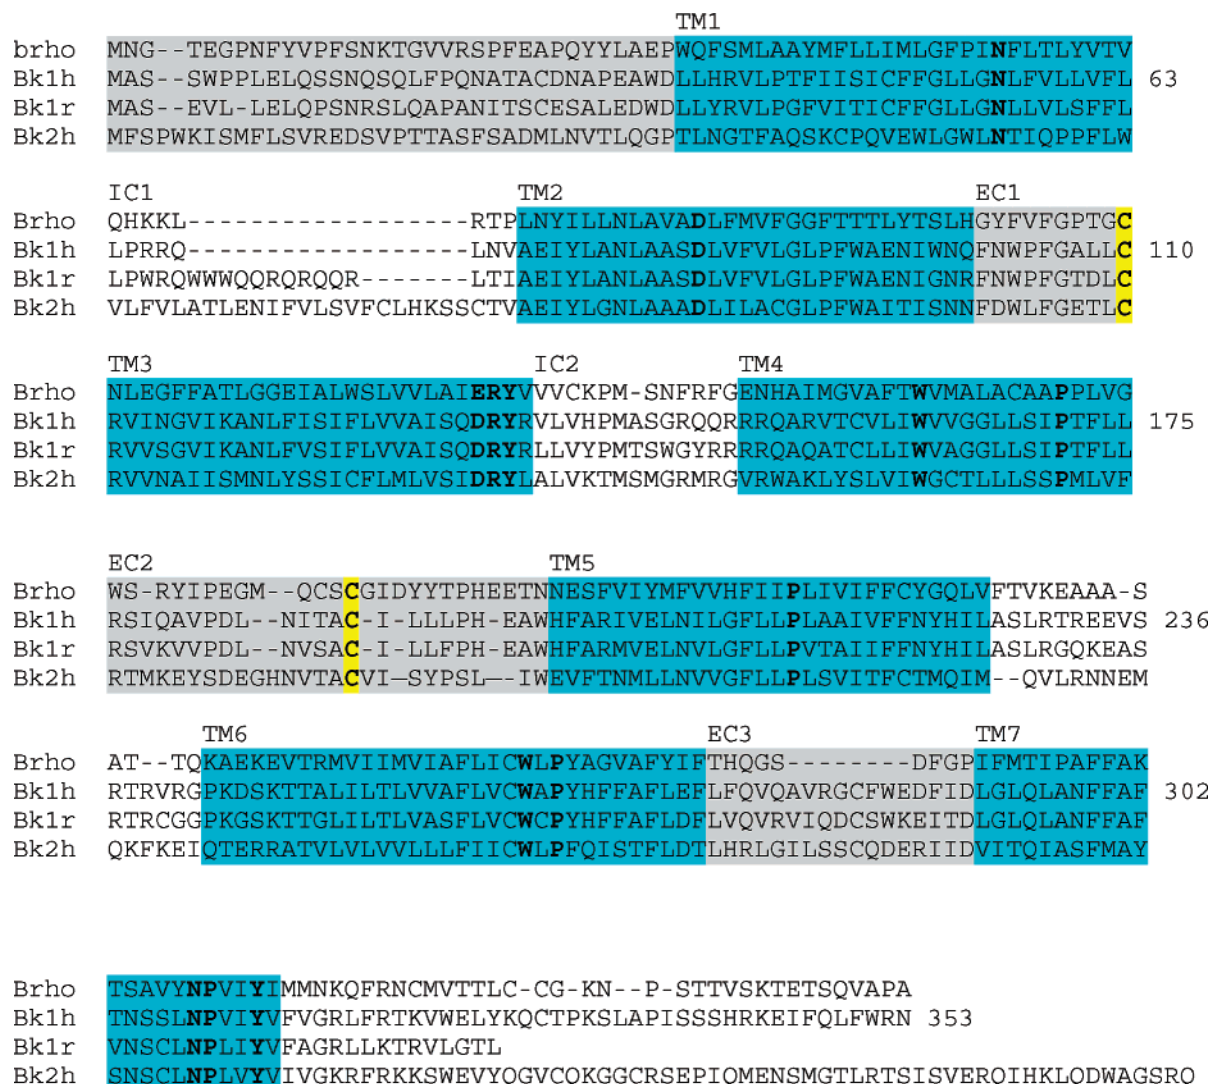 TM1
brho MNG--TEGPNFYVPFSNKTGVVRSPFEAPQYYLAEPWQFSMLAAYMFLLIMLGFPINFLTLYVTV
Bk1h MAS--SWPPLELQSSNQSQLFPQNATACDNAPEAWDLLHRVLPTFIISICFFGLLGNLFVLLVFL 63
Bk1r MAS--EVL-LELQPSNRSLQAPANITSCESALEDWDLLYRVLPGFVITICFFGLLGNLLVLSFFL
Bk2h MFSPWKISMFLSVREDSVPTTASFSADMLNVTLQGPTLNGTFAQSKCPQVEWLGWLNTIQPPFLW
IC1 TM2 EC1
Brho QHKKL------------------RTPLNYILLNLAVADLFMVFGGFTTTLYTSLHGYFVFGPTGC
Bk1h LPRRQ------------------LNVAEIYLANLAASDLVFVLGLPFWAENIWNQFNWPFGALLC 110
Bk1r LPWRQWWWQQRQRQQR-------LTIAEIYLANLAASDLVFVLGLPFWAENIGNRFNWPFGTDLC
Bk2h VLFVLATLENIFVLSVFCLHKSSCTVAEIYLGNLAAADLILACGLPFWAITISNNFDWLFGETLC
TM3 IC2 TM4
Brho NLEGFFATLGGEIALWSLVVLAIERYVVVCKPM-SNFRFGENHAIMGVAFTWVMALACAAPPLVG
Bk1h RVINGVIKANLFISIFLVVAISQDRYRVLVHPMASGRQQRRRQARVTCVLIWVVGGLLSIPTFLL 175
Bk1r RVVSGVIKANLFVSIFLVVAISQDRYRLLVYPMTSWGYRRRRQAQATCLLIWVAGGLLSIPTFLL
Bk2h RVVNAIISMNLYSSICFLMLVSIDRYLALVKTMSMGRMRGVRWAKLYSLVIWGCTLLLSSPMLVF
EC2 TM5
Brho WS-RYIPEGM--QCSCGIDYYTPHEETNNESFVIYMFVVHFIIPLIVIFFCYGQLVFTVKEAAA-S
Bk1h RSIQAVPDL--NITAC-I-LLLPH-EAWHFARIVELNILGFLLPLAAIVFFNYHILASLRTREEVS 236
Bk1r RSVKVVPDL--NVSAC-I-LLFPH-EAWHFARMVELNVLGFLLPVTAIIFFNYHILASLRGQKEAS
Bk2h RTMKEYSDEGHNVTACVI—SYPSL—-IWEVFTNMLLNVVGFLLPLSVITFCTMQIM--QVLRNNEM
TM6 EC3 TM7
Brho AT--TQKAEKEVTRMVIIMVIAFLICWLPYAGVAFYIFTHQGS--------DFGPIFMTIPAFFAK
Bk1h RTRVRGPKDSKTTALILTLVVAFLVCWAPYHFFAFLEFLFQVQAVRGCFWEDFIDLGLQLANFFAF 302
Bk1r RTRCGGPKGSKTTGLILTLVASFLVCWCPYHFFAFLDFLVQVRVIQDCSWKEITDLGLQLANFFAF
Bk2h QKFKEIQTERRATVLVLVVLLLFIICWLPFQISTFLDTLHRLGILSSCQDERIIDVITQIASFMAY
Brho TSAVYNPVIYIMMNKQFRNCMVTTLC-CG-KN--P-STTVSKTETSQVAPA
Bk1h TNSSLNPVIYVFVGRLFRTKVWELYKQCTPKSLAPISSSHRKEIFQLFWRN 353
Bk1r VNSCLNPLIYVFAGRLLKTRVLGTL
Bk2h SNSCLNPLVYVIVGKRFRKKSWEVYQGVCQKGGCRSEPIQMENSMGTLRTSISVERQIHKLQDWAGSRQ